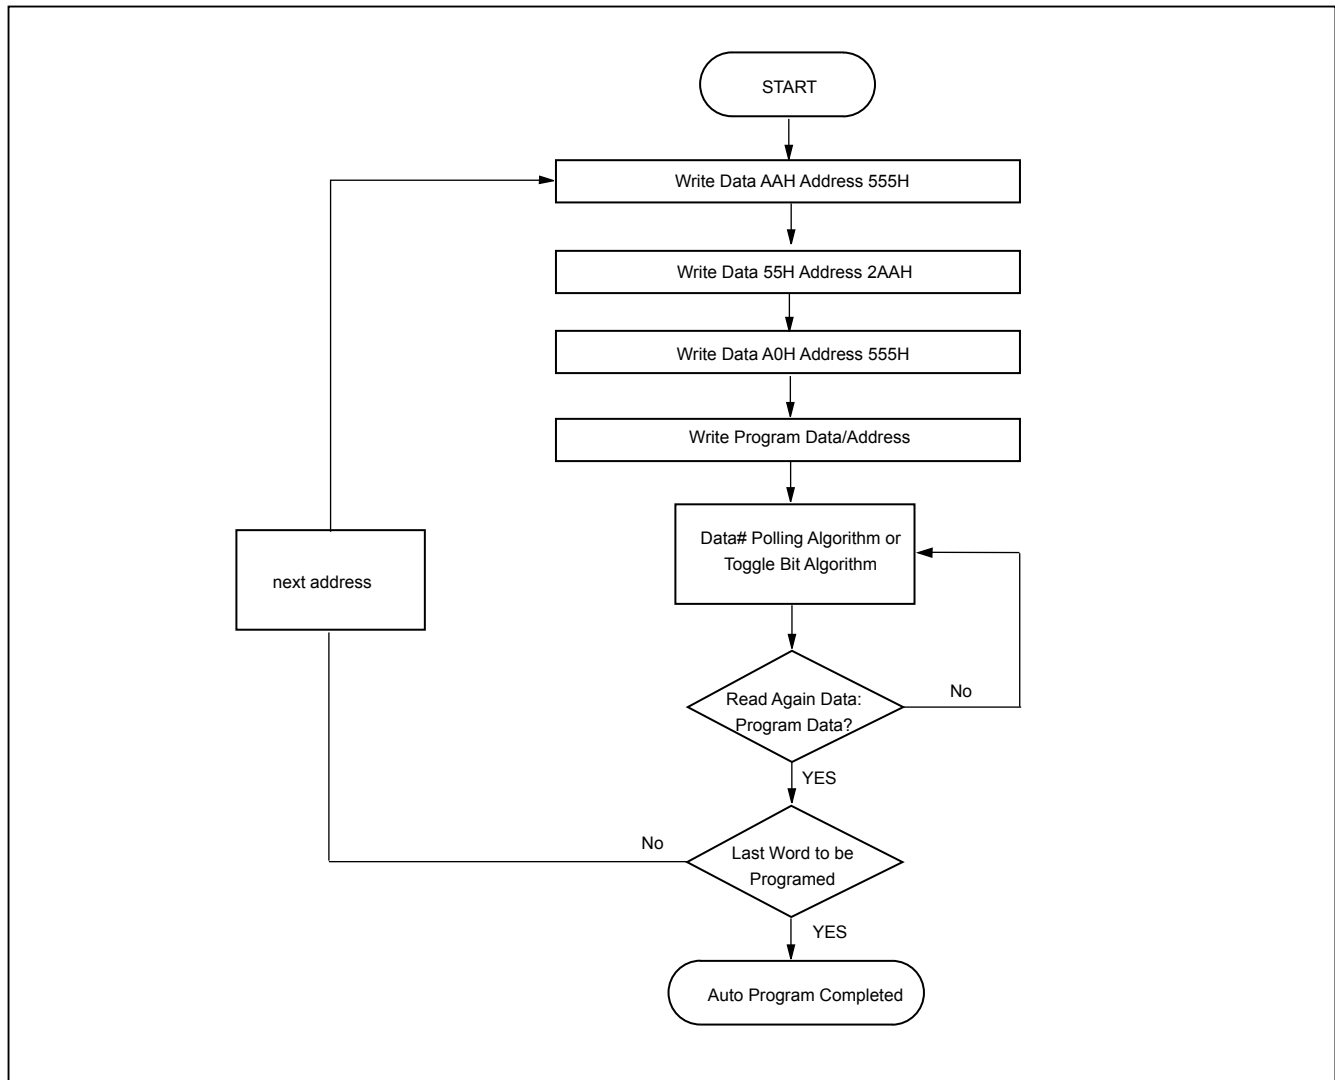 START
Write Data AAH Address 555H
Write Data 55H Address 2AAH
Write Data A0H Address 555H
Write Program Data/Address
Data# Polling Algorithm or
Toggle Bit Algorithm
next address
Read Again Data:
Program Data?
No
YES
No
Last Word to be
Programed
YES
Auto Program Completed